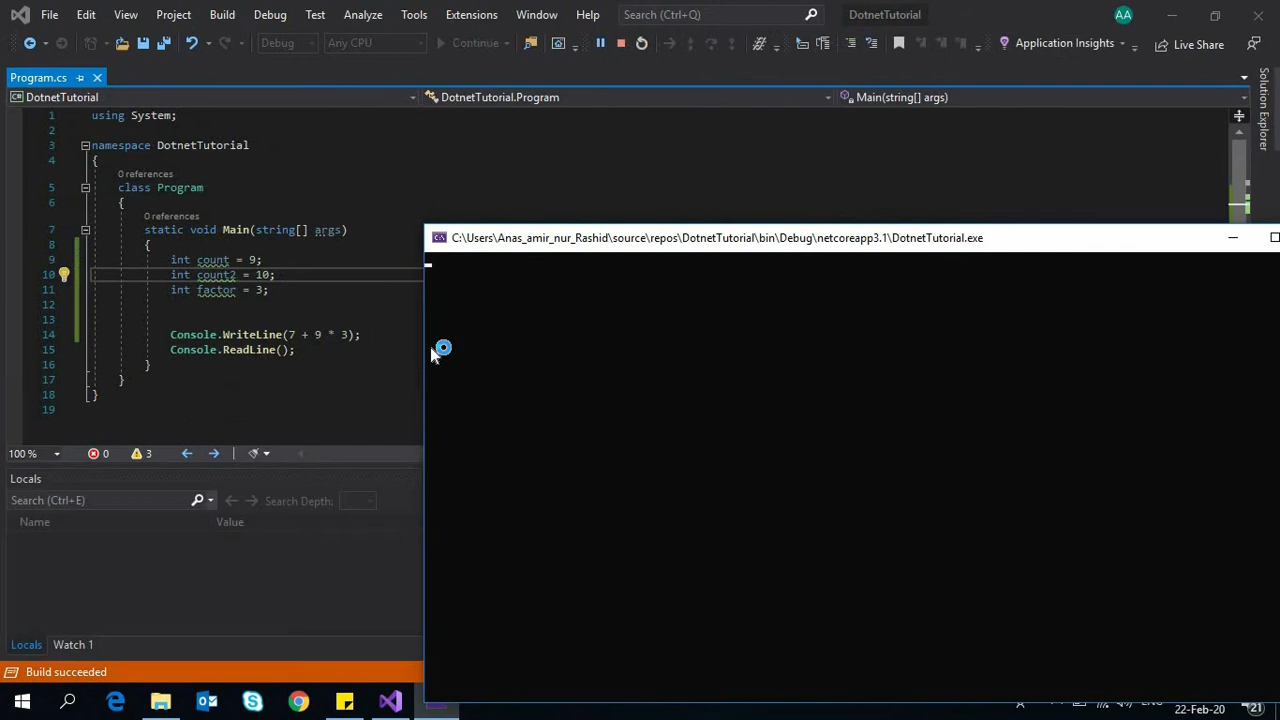 File Edit View Project Build Debug Test Analyze Tools Extensions Window Help Search (Ctrl+Q) DotnetTutorial AA
Debug Any CPU Continue Application Insights Live Share
Program.cs
DotnetTutorial DotnetTutorial.Program Main(string[] args)
Solution Explorer
1 using System;
2
3 namespace DotnetTutorial
4 {
0 references
5 class Program
6 {
0 references
7 static void Main(string[] args)
8 {
9 int count = 9;
10 int count2 = 10;
11 int factor = 3;
12
13
14 Console.WriteLine(7 + 9 * 3);
15 Console.ReadLine();
16 }
17 }
18 }
19
C:\Users\Anas_amir_nur_Rashid\source\repos\DotnetTutorial\bin\Debug\netcoreapp3.1\DotnetTutorial.exe
100 % 0 3
Locals
Search (Ctrl+E) Search Depth:
Name Value
Locals Watch 1
Build succeeded
22-Feb-20 21